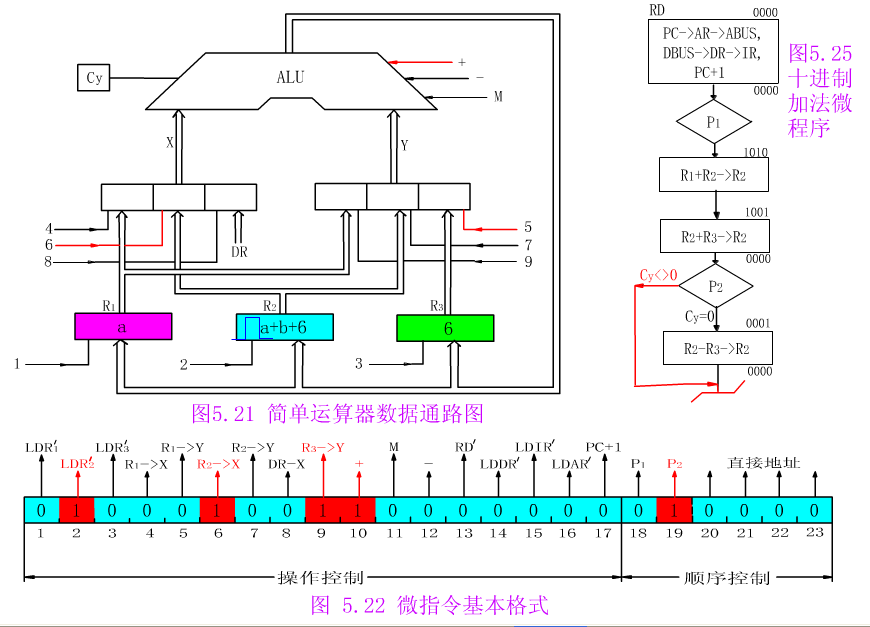 Cy
ALU
+
−
M
X
Y
4
6
8
DR
5
7
9
R1
R2
R3
a
a+b+6
6
1
2
3
图5.21 简单运算器数据通路图
RD
0000
PC->AR->ABUS,
DBUS->DR->IR,
PC+1
0000
P1
1010
R1+R2->R2
1001
R2+R3->R2
0000
Cy<>0
P2
Cy=0
0001
R2-R3->R2
0000
图5.25
十进制
加法微
程序
LDR1′ LDR3′ R1->Y R2->Y R3->Y M RD′ LDIR′ PC+1
LDR2′ R1->X R2->X DR-X + − LDDR′ LDAR′ P1 P2 直接地址
0 1 0 0 0 1 0 0 1 1 0 0 0 0 0 0 0 0 1 0 0 0 0
1 2 3 4 5 6 7 8 9 10 11 12 13 14 15 16 17 18 19 20 21 22 23
操作控制 顺序控制
图 5.22 微指令基本格式